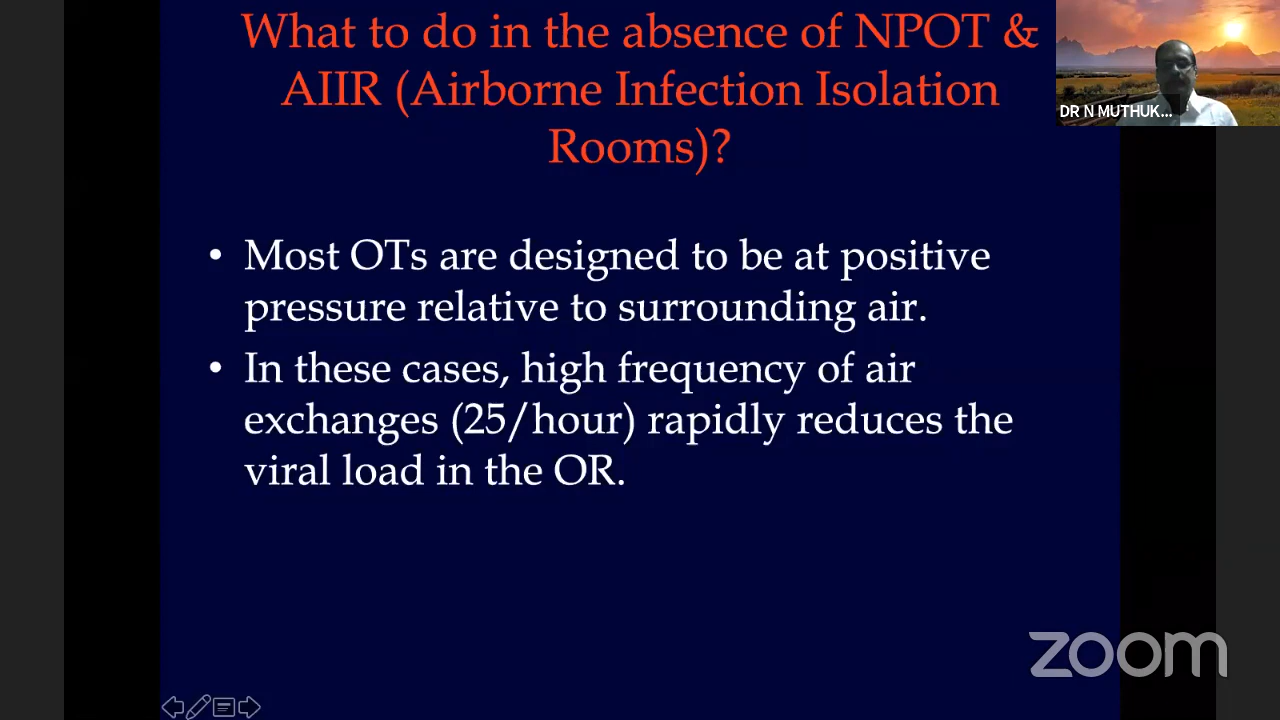 What to do in the absence of NPOT &
AIIR (Airborne Infection Isolation
Rooms)?
DR N MUTHUK...
• Most OTs are designed to be at positive
pressure relative to surrounding air.
• In these cases, high frequency of air
exchanges (25/hour) rapidly reduces the
viral load in the OR.
zoom